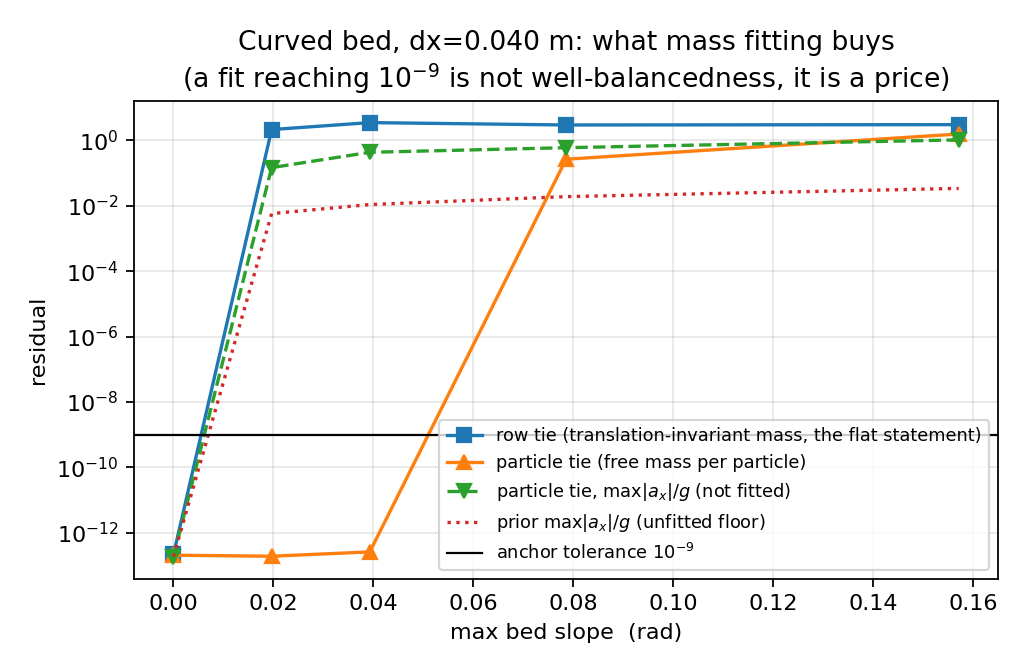 Curved bed, dx=0.040 m: what mass fitting buys
(a fit reaching 10⁻⁹ is not well-balancedness, it is a price)
10⁰
10⁻²
10⁻⁴
10⁻⁶
10⁻⁸
10⁻¹⁰
10⁻¹²
residual
row tie (translation-invariant mass, the flat statement)
particle tie (free mass per particle)
particle tie, max|aₓ|/g (not fitted)
prior max|aₓ|/g (unfitted floor)
anchor tolerance 10⁻⁹
0.00 0.02 0.04 0.06 0.08 0.10 0.12 0.14 0.16
max bed slope (rad)